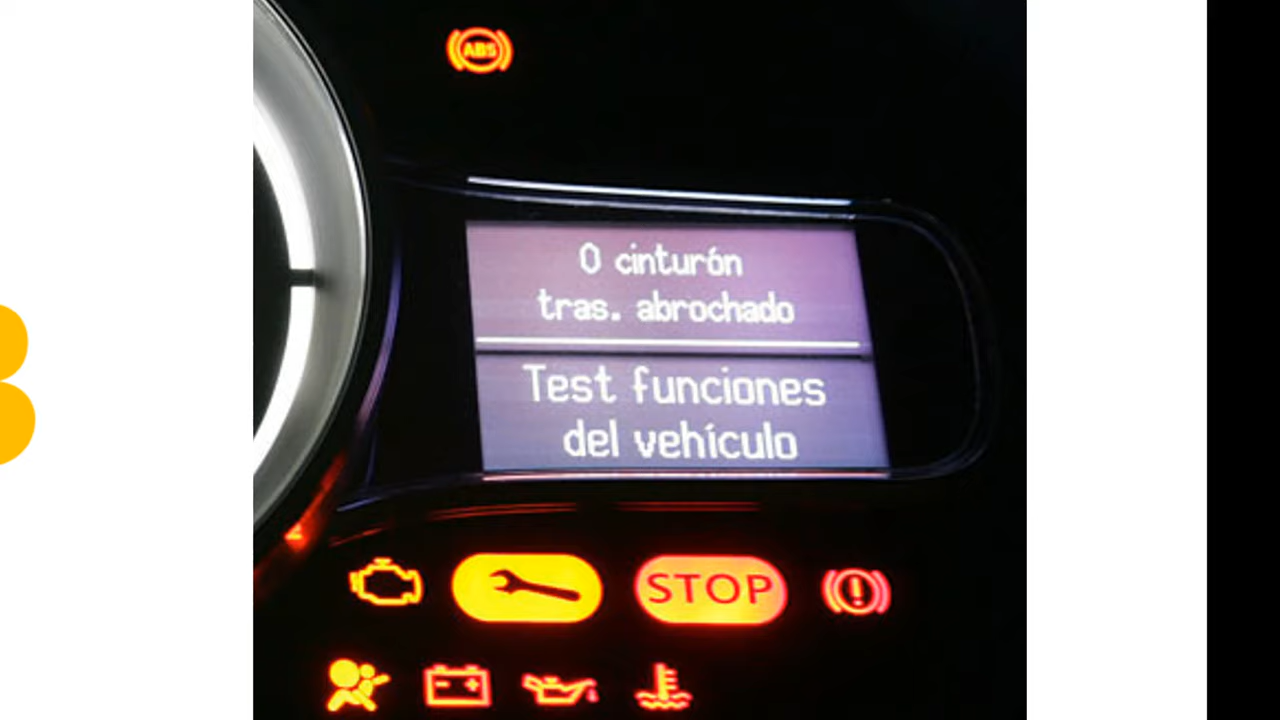 ABS
0 cinturón
tras. abrochado
Test funciones
del vehículo
STOP